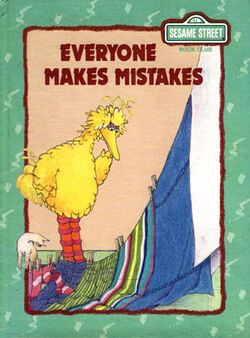 SESAME STREET
BOOK CLUB
EVERYONE
MAKES MISTAKES